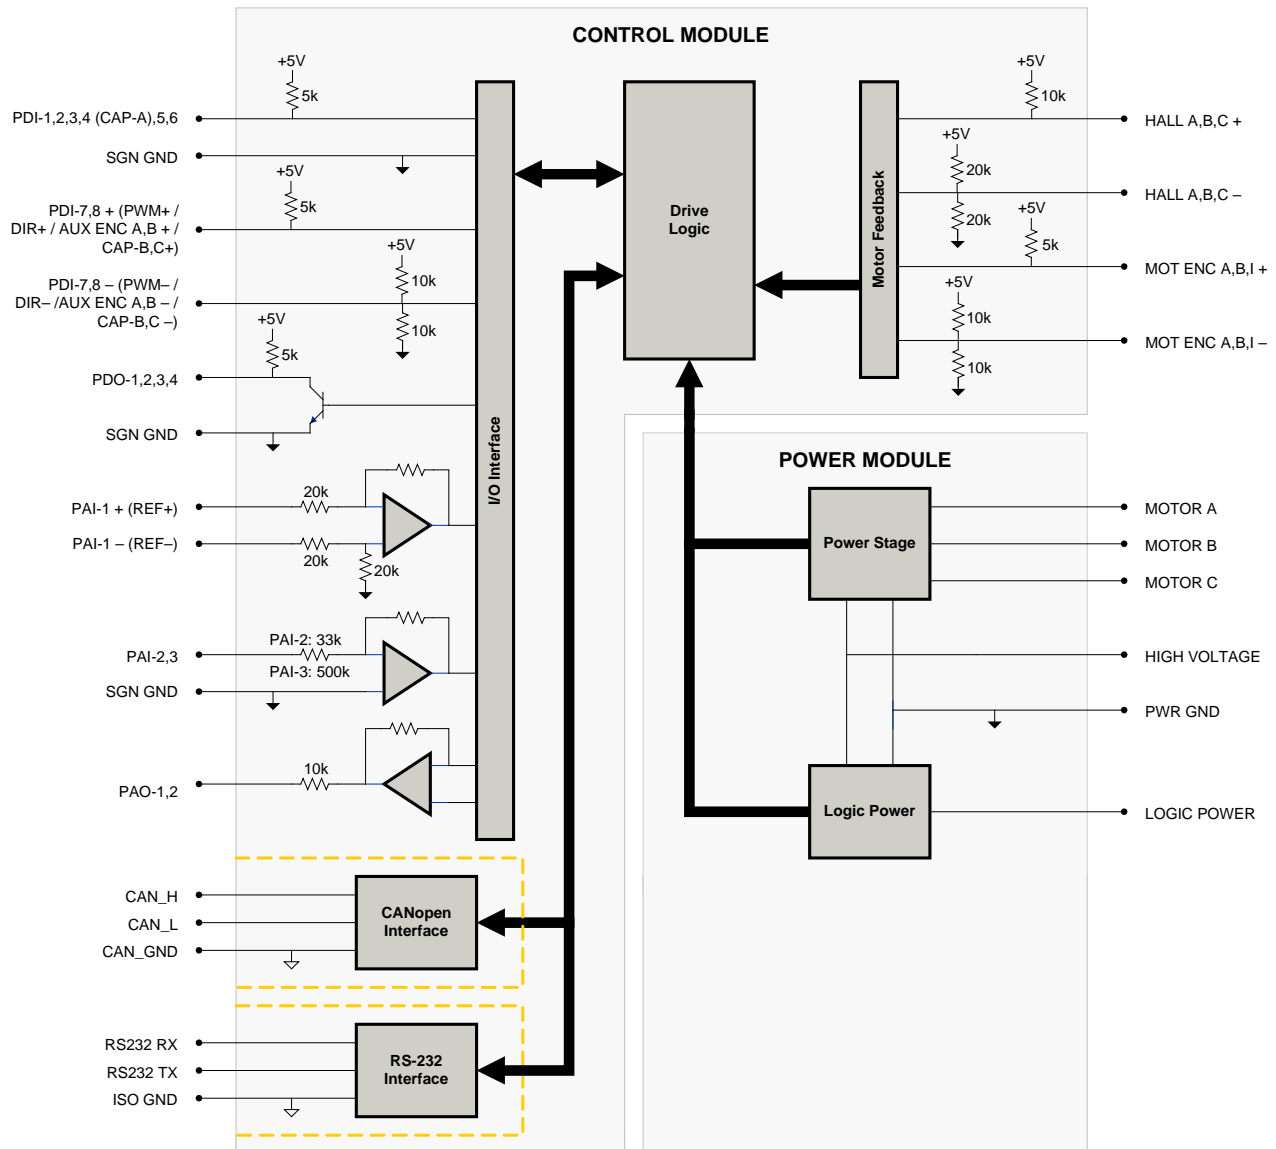 CONTROL MODULE
+5V
5k
PDI-1,2,3,4 (CAP-A),5,6
SGN GND
+5V
5k
PDI-7,8 + (PWM+ /
DIR+ / AUX ENC A,B + /
CAP-B,C+)
+5V
10k
10k
PDI-7,8 – (PWM– /
DIR– /AUX ENC A,B – /
CAP-B,C –)
+5V
5k
PDO-1,2,3,4
SGN GND
I/O Interface
20k
PAI-1 + (REF+)
PAI-1 – (REF–)
20k
20k
PAI-2: 33k
PAI-2,3
PAI-3: 500k
SGN GND
10k
PAO-1,2
CAN_H
CAN_L
CAN_GND
CANopen
Interface
RS232 RX
RS232 TX
ISO GND
RS-232
Interface
Drive
Logic
Motor Feedback
+5V
10k
HALL A,B,C +
+5V
20k
20k
HALL A,B,C –
+5V
5k
MOT ENC A,B,I +
+5V
10k
10k
MOT ENC A,B,I –
POWER MODULE
Power Stage
MOTOR A
MOTOR B
MOTOR C
HIGH VOLTAGE
PWR GND
Logic Power
LOGIC POWER